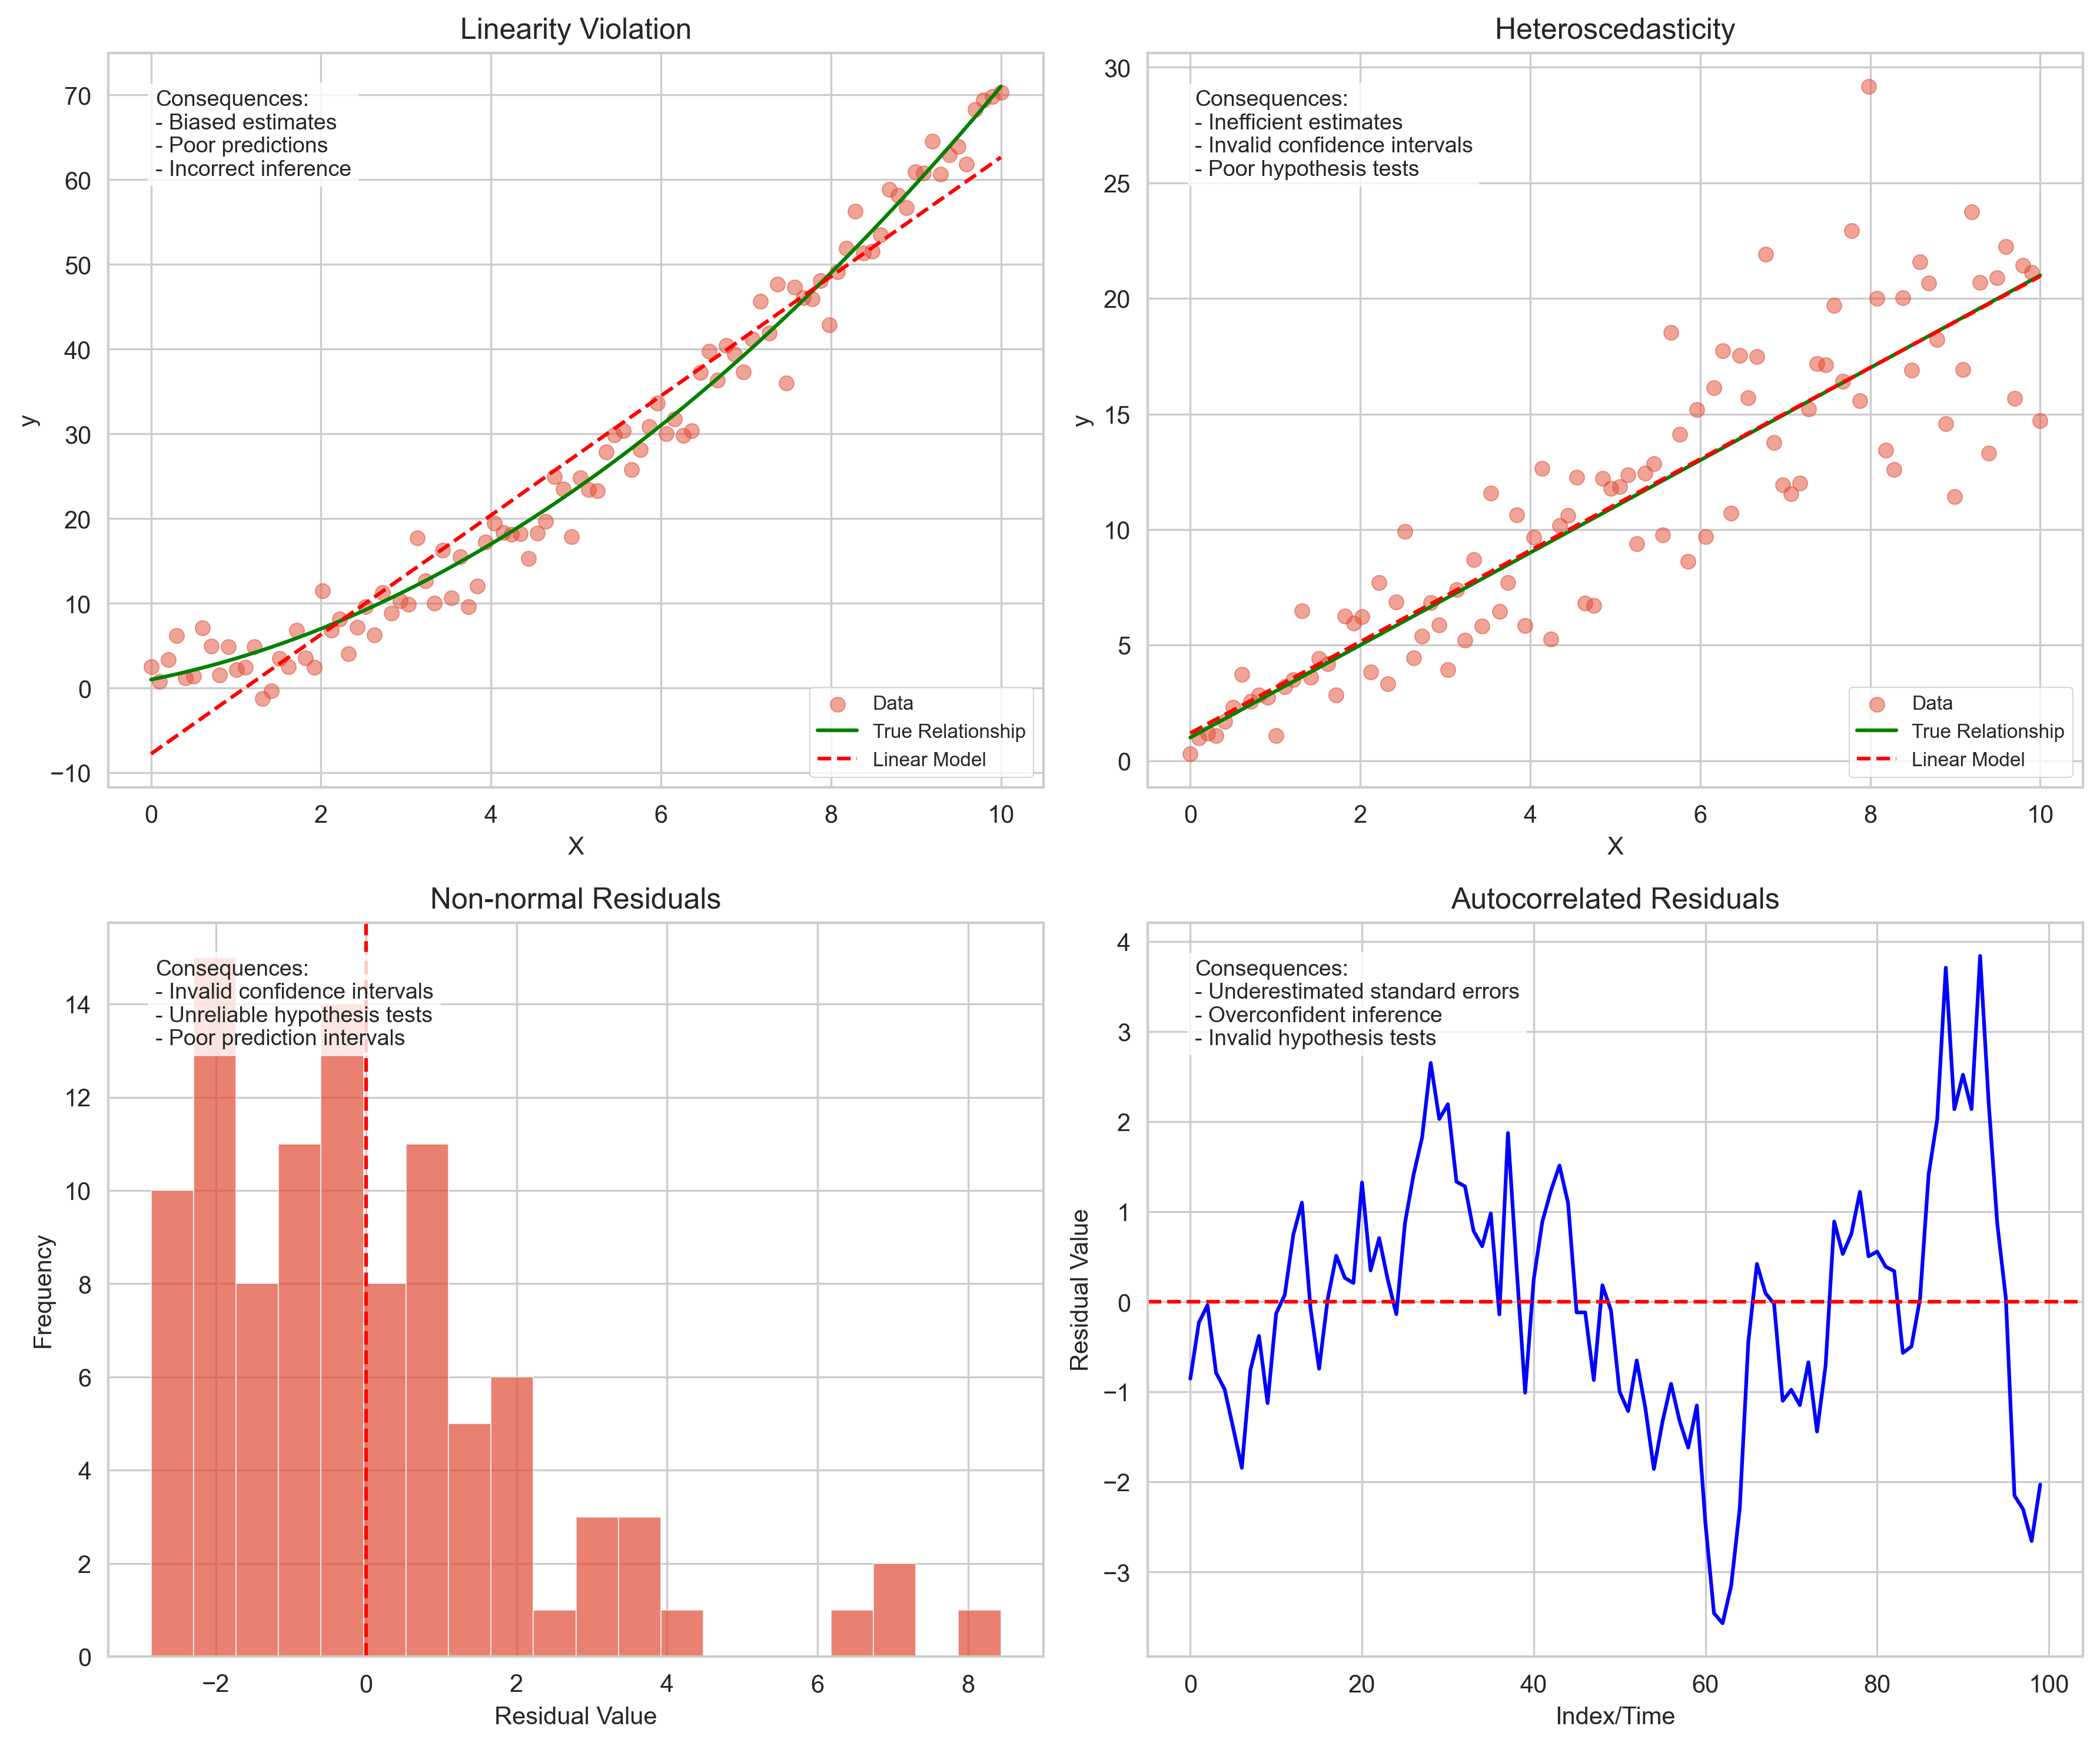 Linearity Violation
70
60
50
40
30
20
10
0
−10
y
Consequences:
- Biased estimates
- Poor predictions
- Incorrect inference
Data
True Relationship
Linear Model
0 2 4 6 8 10
X
Heteroscedasticity
30
25
20
15
10
5
0
y
Consequences:
- Inefficient estimates
- Invalid confidence intervals
- Poor hypothesis tests
Data
True Relationship
Linear Model
0 2 4 6 8 10
X
Non-normal Residuals
14
12
10
8
6
4
2
0
Frequency
Consequences:
- Invalid confidence intervals
- Unreliable hypothesis tests
- Poor prediction intervals
−2 0 2 4 6 8
Residual Value
Autocorrelated Residuals
4
3
2
1
0
−1
−2
−3
Residual Value
Consequences:
- Underestimated standard errors
- Overconfident inference
- Invalid hypothesis tests
0 20 40 60 80 100
Index/Time